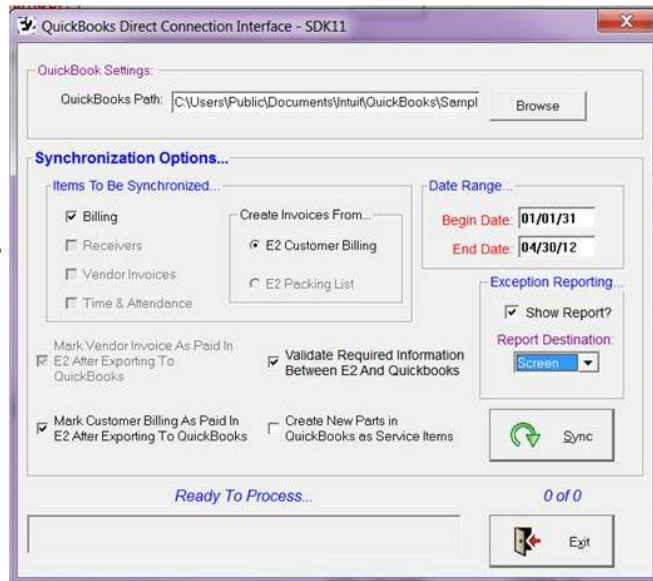 QuickBooks Direct Connection Interface - SDK11
QuickBook Settings:
QuickBooks Path: C:\Users\Public\Documents\Intuit\QuickBooks\Sampl
Browse
Synchronization Options...
Items To Be Synchronized...
Billing
Receivers
Vendor Invoices
Time & Attendance
Create Invoices From...
E2 Customer Billing
E2 Packing List
Date Range...
Begin Date: 01/01/31
End Date: 04/30/12
Exception Reporting...
Show Report?
Report Destination:
Screen
Mark Vendor Invoice As Paid In
E2 After Exporting To
QuickBooks
Validate Required Information
Between E2 And Quickbooks
Mark Customer Billing As Paid In
E2 After Exporting To QuickBooks
Create New Parts in
QuickBooks as Service Items
Sync
Ready To Process...
0 of 0
Exit